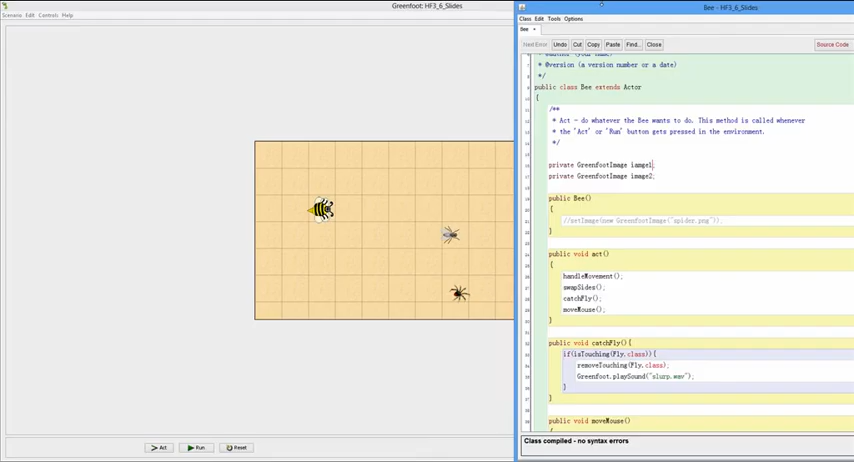 Greenfoot: HF3_6_Slides
Scenario Edit Controls Help
Bee - HF3_6_Slides
Class Edit Tools Options
Bee
Next Error Undo Cut Copy Paste Find... Close Source Code
* @version (a version number or a date)
*/
public class Bee extends Actor
{
/**
* Act - do whatever the Bee wants to do. This method is called whenever
* the 'Act' or 'Run' button gets pressed in the environment.
*/
private GreenfootImage iamge1;
private GreenfootImage image2;
public Bee()
{
//setImage(new GreenfootImage("spider.png"));
}
public void act()
{
handleMovement();
swapSides();
catchFly();
moveMouse();
}
public void catchFly(){
if(isTouching(Fly.class)){
removeTouching(Fly.class);
Greenfoot.playSound("slurp.wav");
}
}
public void moveMouse()
Class compiled - no syntax errors
Act Run Reset